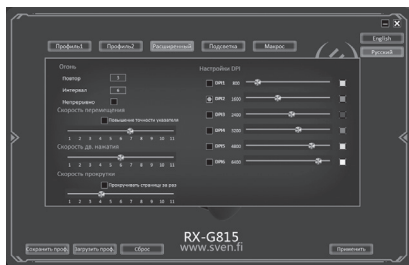 English
Русский
Профиль1 Профиль2 Расширенный Подсветка Макрос
Огонь
Повтор
Интервал
Непрерывно
Скорость перемещения
Повышение точности указателя
1 2 3 4 5 6 7 8 9 10 11
Скорость дв. нажатия
1 2 3 4 5 6 7 8 9 10 11
Скорость прокрутки
Прокручивать страницу за раз
1 2 3 4 5 6 7 8 9 10 11
Настройки DPI
DPI1 800
DPI2 1600
DPI3 2400
DPI4 3200
DPI5 4800
DPI6 6400
Сохранить проф. Загрузить проф. Сброс
RX-G815
www.sven.fi
Применить